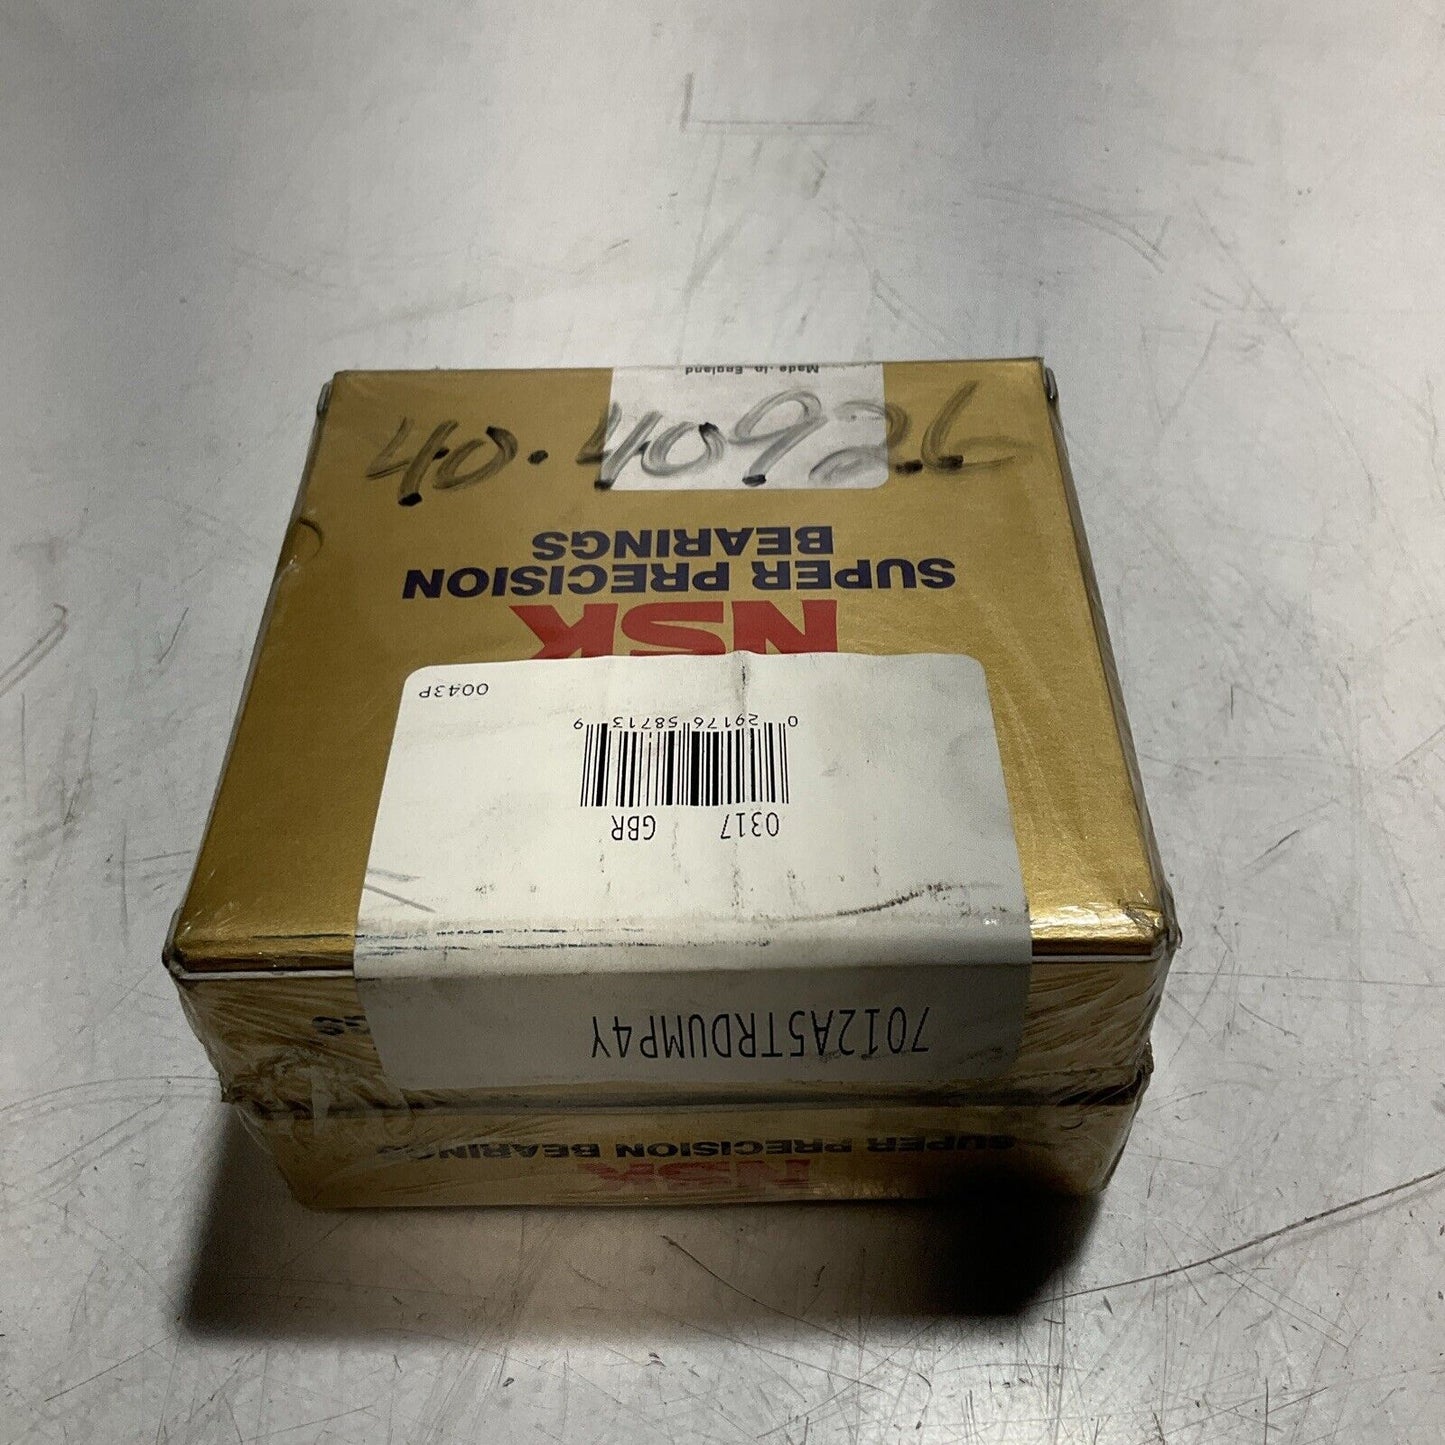 40.40926
Made in England
NSK
SUPER PRECISION
BEARINGS
0043P
0 29176 58713 9
0317 GBR
7012A5TRDUMP4Y
GS
NSK
SUPER PRECISION BEARINGS